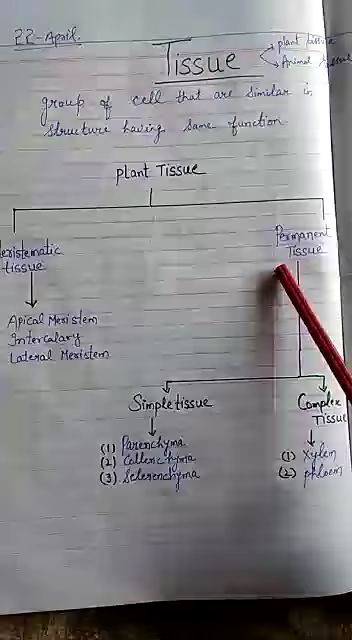 22-April.
Tissue
plant tissue
Animal tissue
group of cell that are similar in
structure having same function
plant Tissue
eristematic
tissue
Permanent
Tissue
Apical Meristem
Intercalary
Lateral Meristem
Simple tissue
Complex
Tissue
(1) Parenchyma
(2) Collenchyma
(3) Sclerenchyma
(1) Xylem
(2) phloem